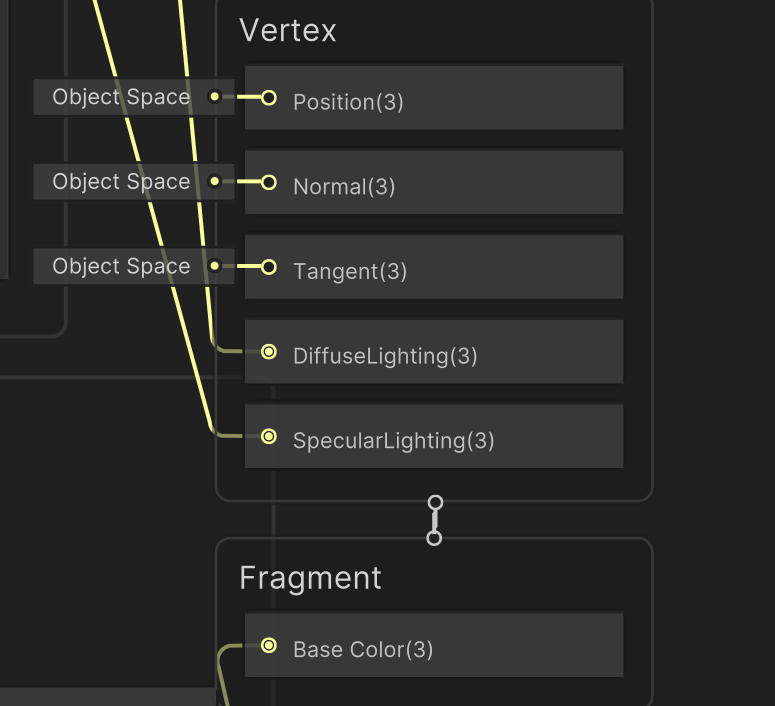 Vertex
Object Space
Position(3)
Object Space
Normal(3)
Object Space
Tangent(3)
DiffuseLighting(3)
SpecularLighting(3)
Fragment
Base Color(3)